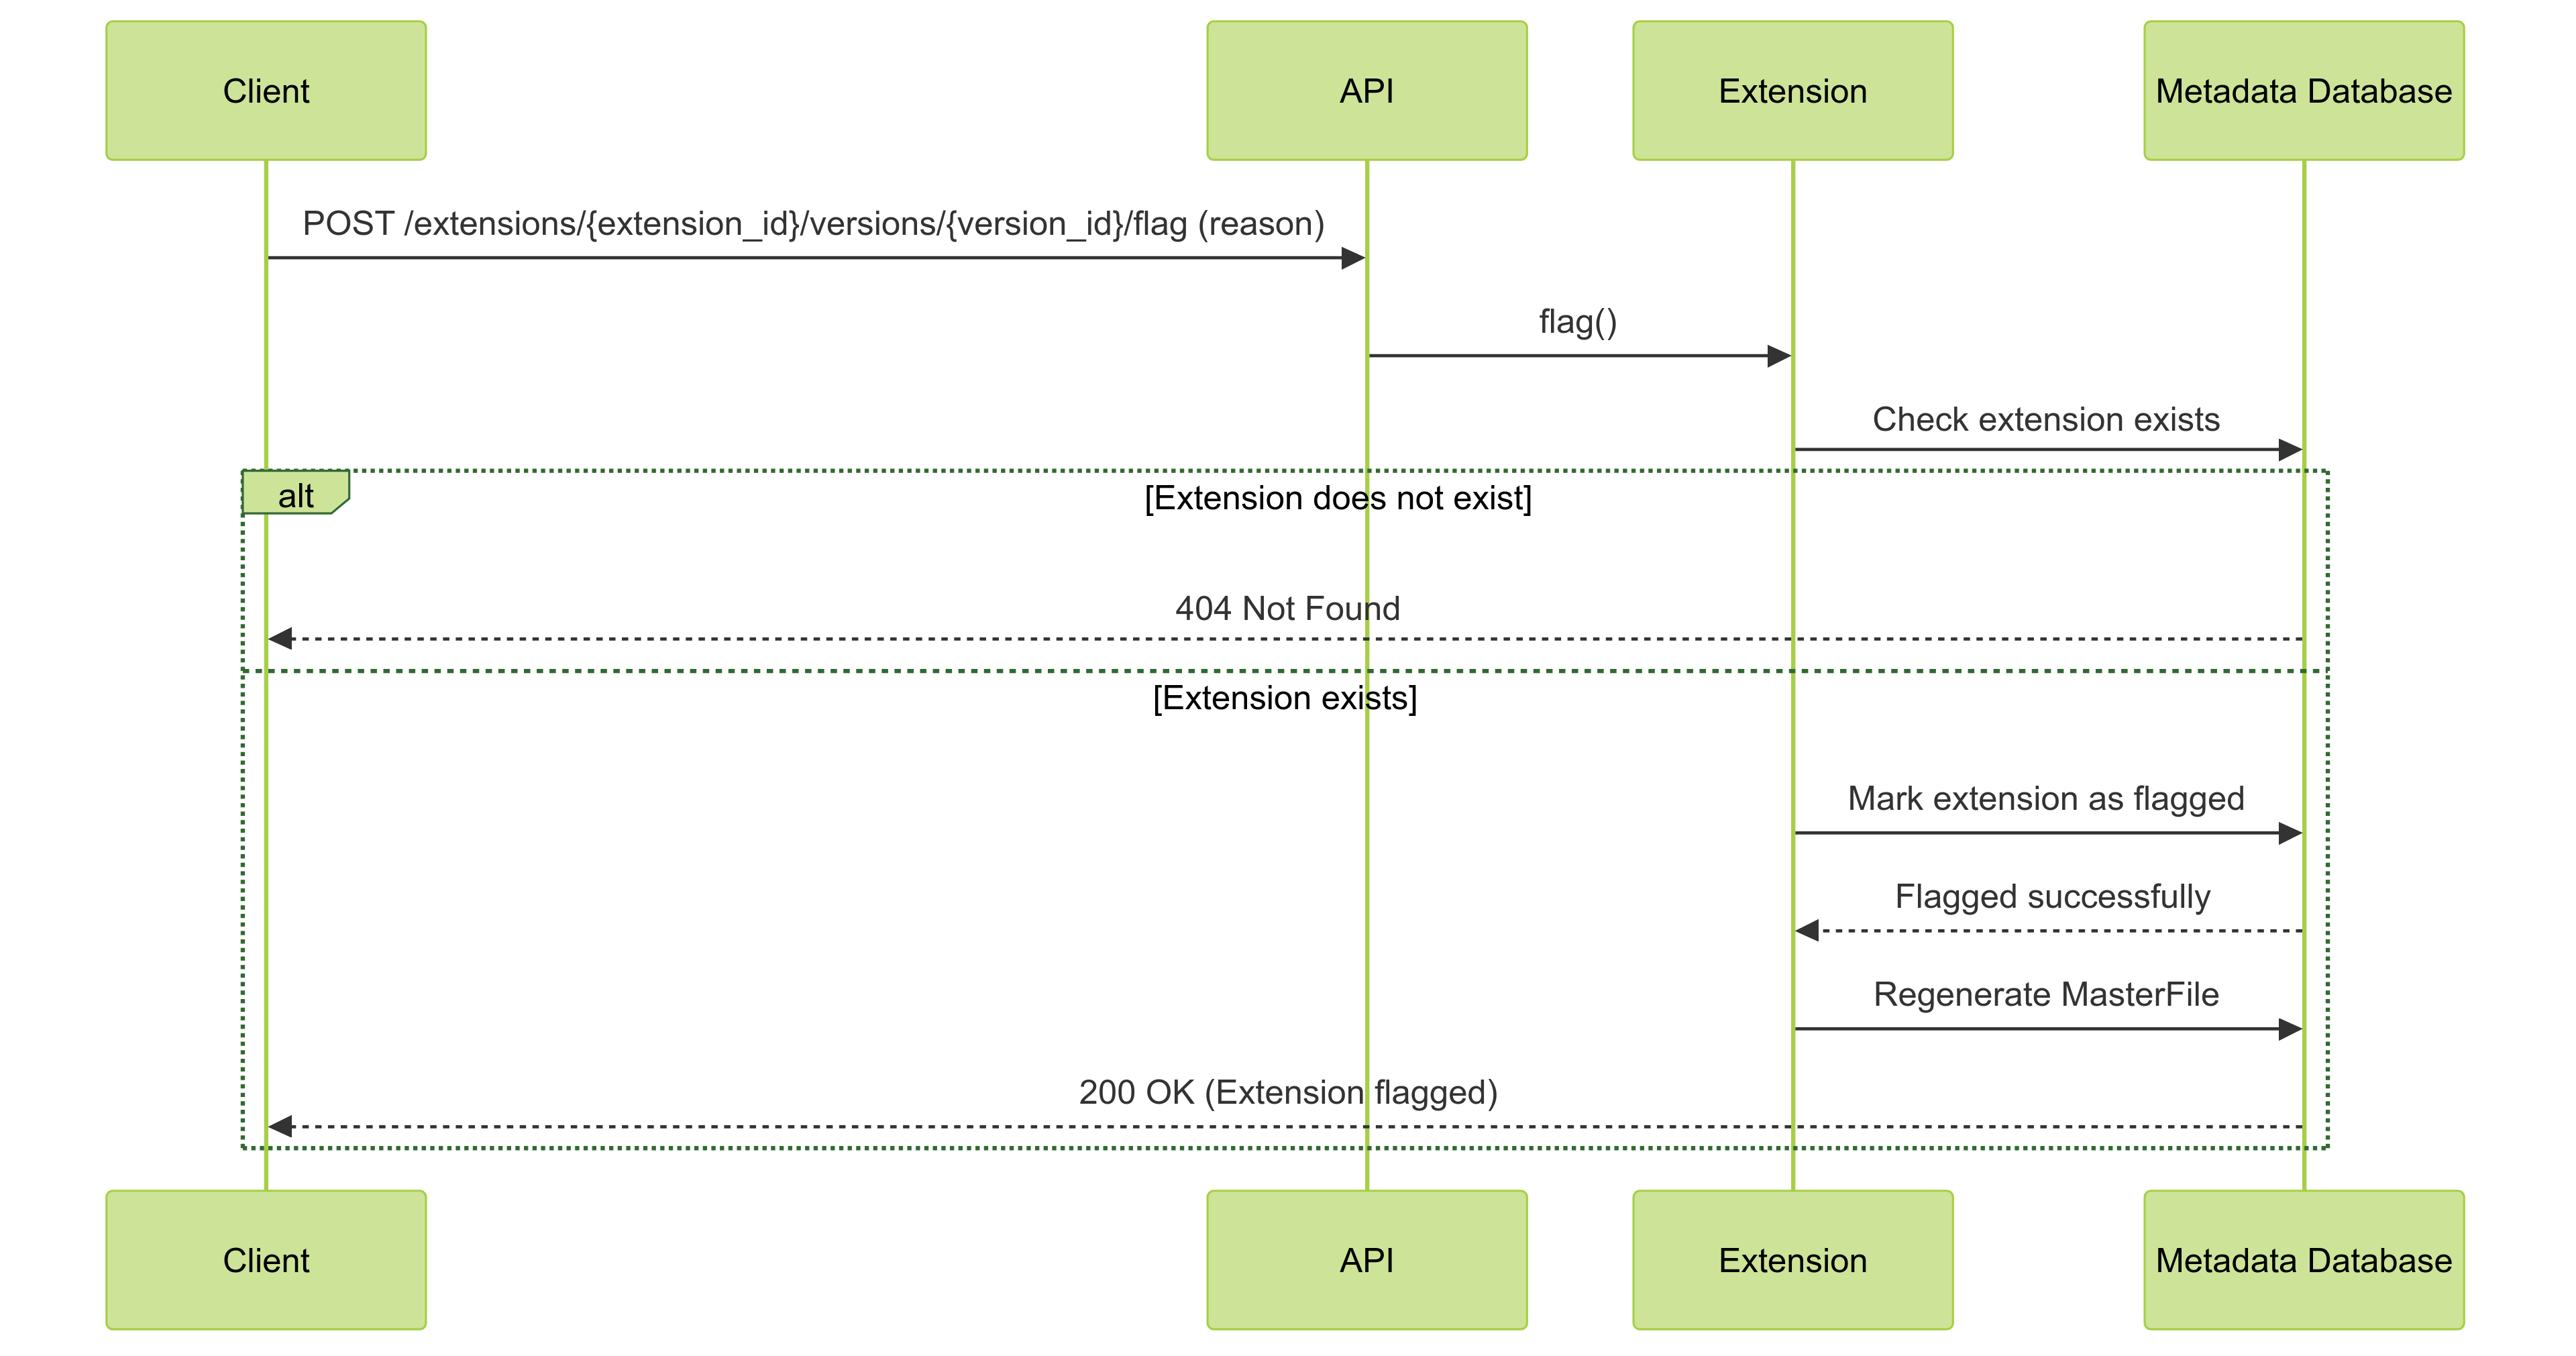 Client
API
Extension
Metadata Database
POST /extensions/{extension_id}/versions/{version_id}/flag (reason)
flag()
Check extension exists
alt
[Extension does not exist]
404 Not Found
[Extension exists]
Mark extension as flagged
Flagged successfully
Regenerate MasterFile
200 OK (Extension flagged)
Client
API
Extension
Metadata Database